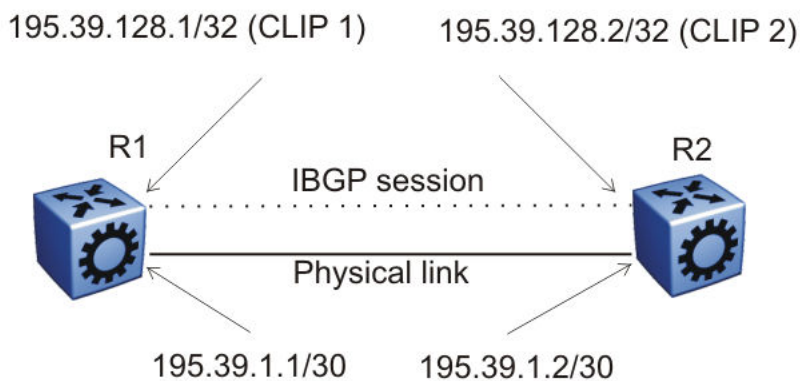 195.39.128.1/32 (CLIP 1)
195.39.128.2/32 (CLIP 2)
R1
R2
IBGP session
Physical link
195.39.1.1/30
195.39.1.2/30